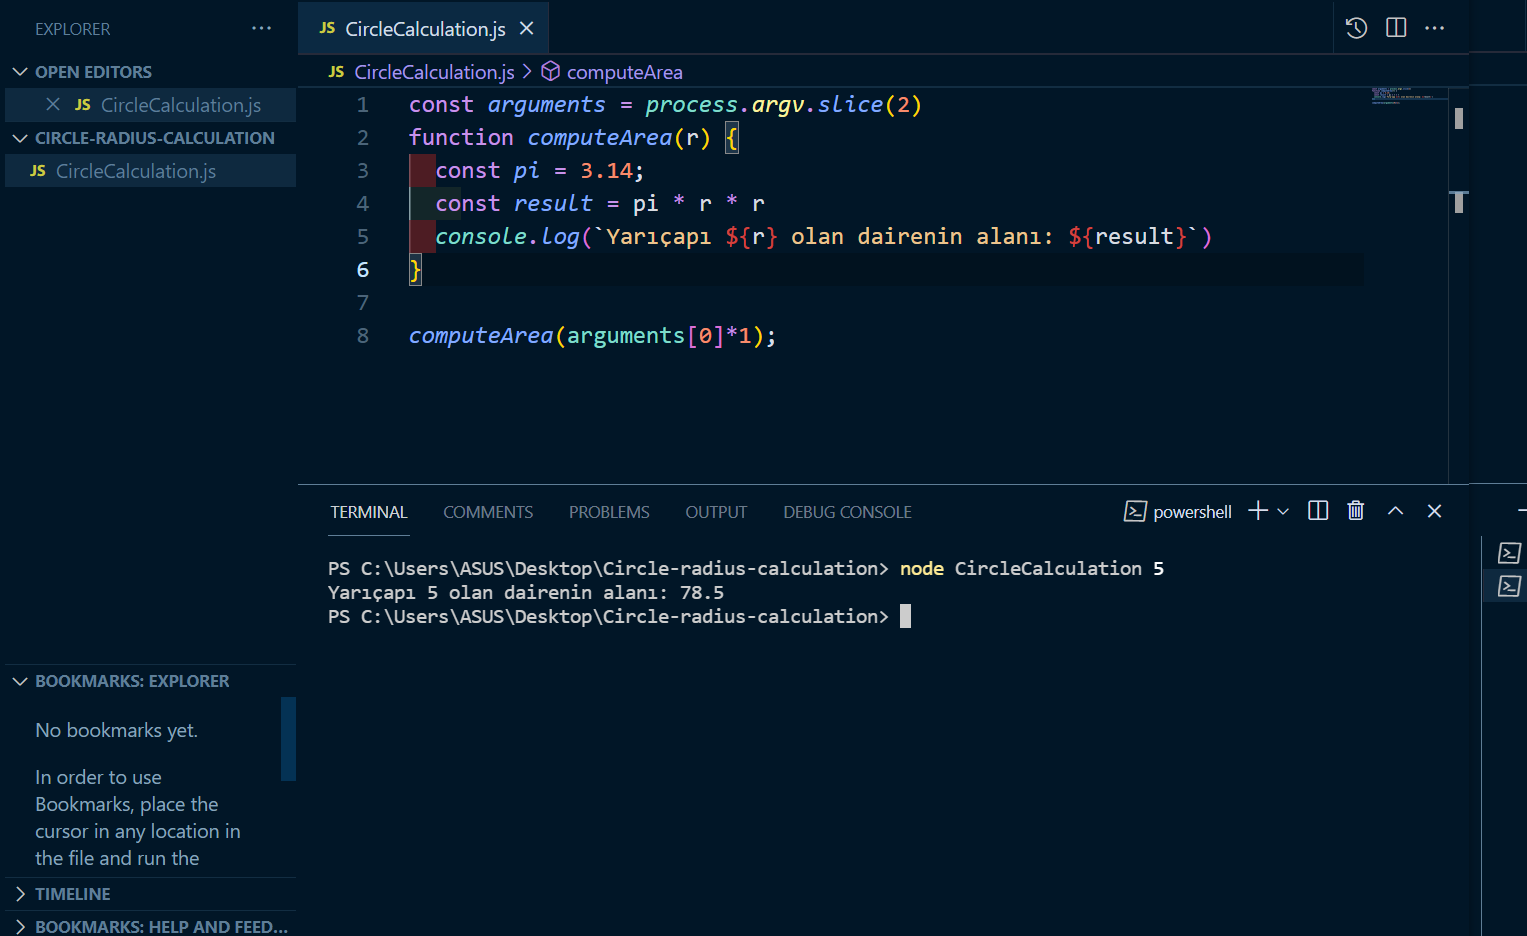 EXPLORER ···
OPEN EDITORS
JS CircleCalculation.js
CIRCLE-RADIUS-CALCULATION
JS CircleCalculation.js
JS CircleCalculation.js
JS CircleCalculation.js > computeArea
1 const arguments = process.argv.slice(2)
2 function computeArea(r) {
3 const pi = 3.14;
4 const result = pi * r * r
5 console.log(`Yarıçapı ${r} olan dairenin alanı: ${result}`)
6 }
7
8 computeArea(arguments[0]*1);
TERMINAL COMMENTS PROBLEMS OUTPUT DEBUG CONSOLE powershell
PS C:\Users\ASUS\Desktop\Circle-radius-calculation> node CircleCalculation 5
Yarıçapı 5 olan dairenin alanı: 78.5
PS C:\Users\ASUS\Desktop\Circle-radius-calculation>
BOOKMARKS: EXPLORER
No bookmarks yet.
In order to use
Bookmarks, place the
cursor in any location in
the file and run the
TIMELINE
BOOKMARKS: HELP AND FEED...